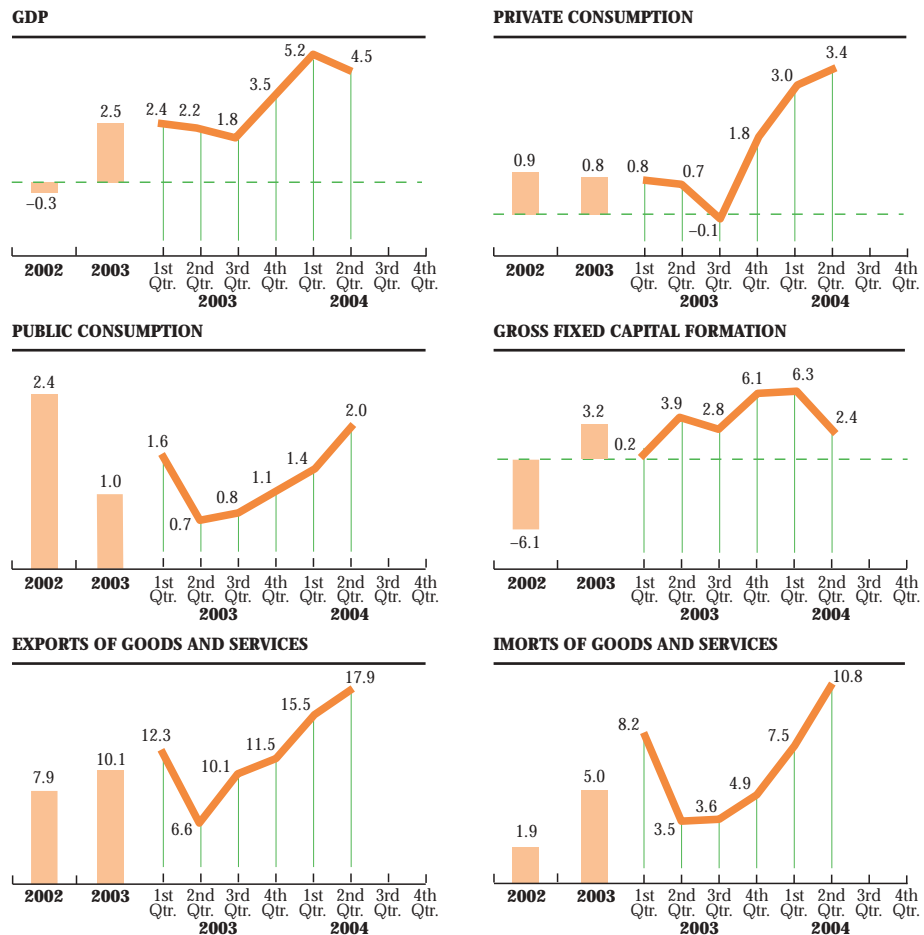 GDP
5.2
4.5
3.5
2.5
2.4
2.2
1.8
−0.3
2002
2003
1st Qtr.
2nd Qtr.
3rd Qtr.
4th Qtr.
1st Qtr.
2nd Qtr.
3rd Qtr.
4th Qtr.
2003
2004
PRIVATE CONSUMPTION
3.4
3.0
1.8
0.9
0.8
0.8
0.7
−0.1
2002
2003
1st Qtr.
2nd Qtr.
3rd Qtr.
4th Qtr.
1st Qtr.
2nd Qtr.
3rd Qtr.
4th Qtr.
2003
2004
PUBLIC CONSUMPTION
2.4
2.0
1.6
1.4
1.0
1.1
0.8
0.7
2002
2003
1st Qtr.
2nd Qtr.
3rd Qtr.
4th Qtr.
1st Qtr.
2nd Qtr.
3rd Qtr.
4th Qtr.
2003
2004
GROSS FIXED CAPITAL FORMATION
6.1
6.3
3.9
3.2
2.8
2.4
0.2
−6.1
2002
2003
1st Qtr.
2nd Qtr.
3rd Qtr.
4th Qtr.
1st Qtr.
2nd Qtr.
3rd Qtr.
4th Qtr.
2003
2004
EXPORTS OF GOODS AND SERVICES
17.9
15.5
12.3
11.5
10.1
10.1
7.9
6.6
2002
2003
1st Qtr.
2nd Qtr.
3rd Qtr.
4th Qtr.
1st Qtr.
2nd Qtr.
3rd Qtr.
4th Qtr.
2003
2004
IMORTS OF GOODS AND SERVICES
10.8
8.2
7.5
5.0
4.9
3.6
3.5
1.9
2002
2003
1st Qtr.
2nd Qtr.
3rd Qtr.
4th Qtr.
1st Qtr.
2nd Qtr.
3rd Qtr.
4th Qtr.
2003
2004